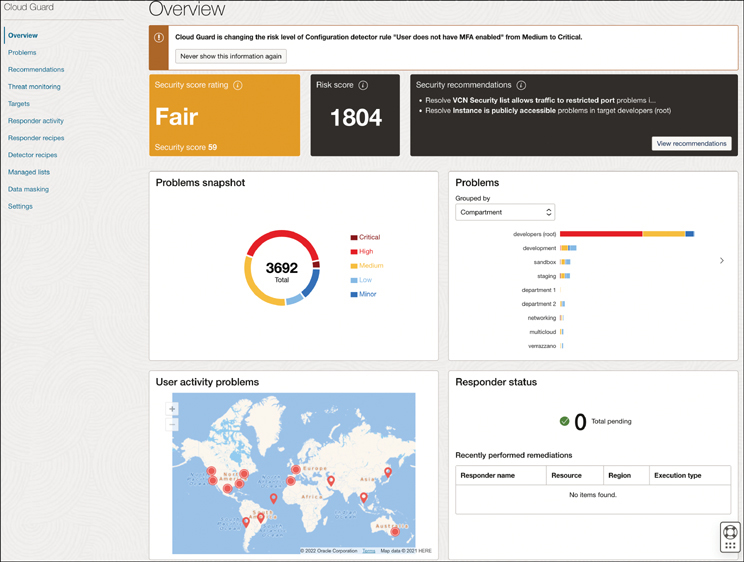 Cloud Guard
Overview
Problems
Recommendations
Threat monitoring
Targets
Responder activity
Responder recipes
Detector recipes
Managed lists
Data masking
Settings
Overview
Cloud Guard is changing the risk level of Configuration detector rule "User does not have MFA enabled" from Medium to Critical.
Never show this information again
Security score rating
Fair
Security score 59
Risk score
1804
Security recommendations
• Resolve VCN Security list allows traffic to restricted port problems i...
• Resolve Instance is publicly accessible problems in target developers (root)
View recommendations
Problems snapshot
3692
Total
Critical
High
Medium
Low
Minor
Problems
Grouped by
Compartment
developers (root)
development
sandbox
staging
department 1
department 2
networking
multicloud
verrazzano
User activity problems
+
−
Europe
Asia
Africa
© 2022 Oracle Corporation Terms Map data © 2021 HERE
Responder status
0 Total pending
Recently performed remediations
Responder name Resource Region Execution type
No items found.